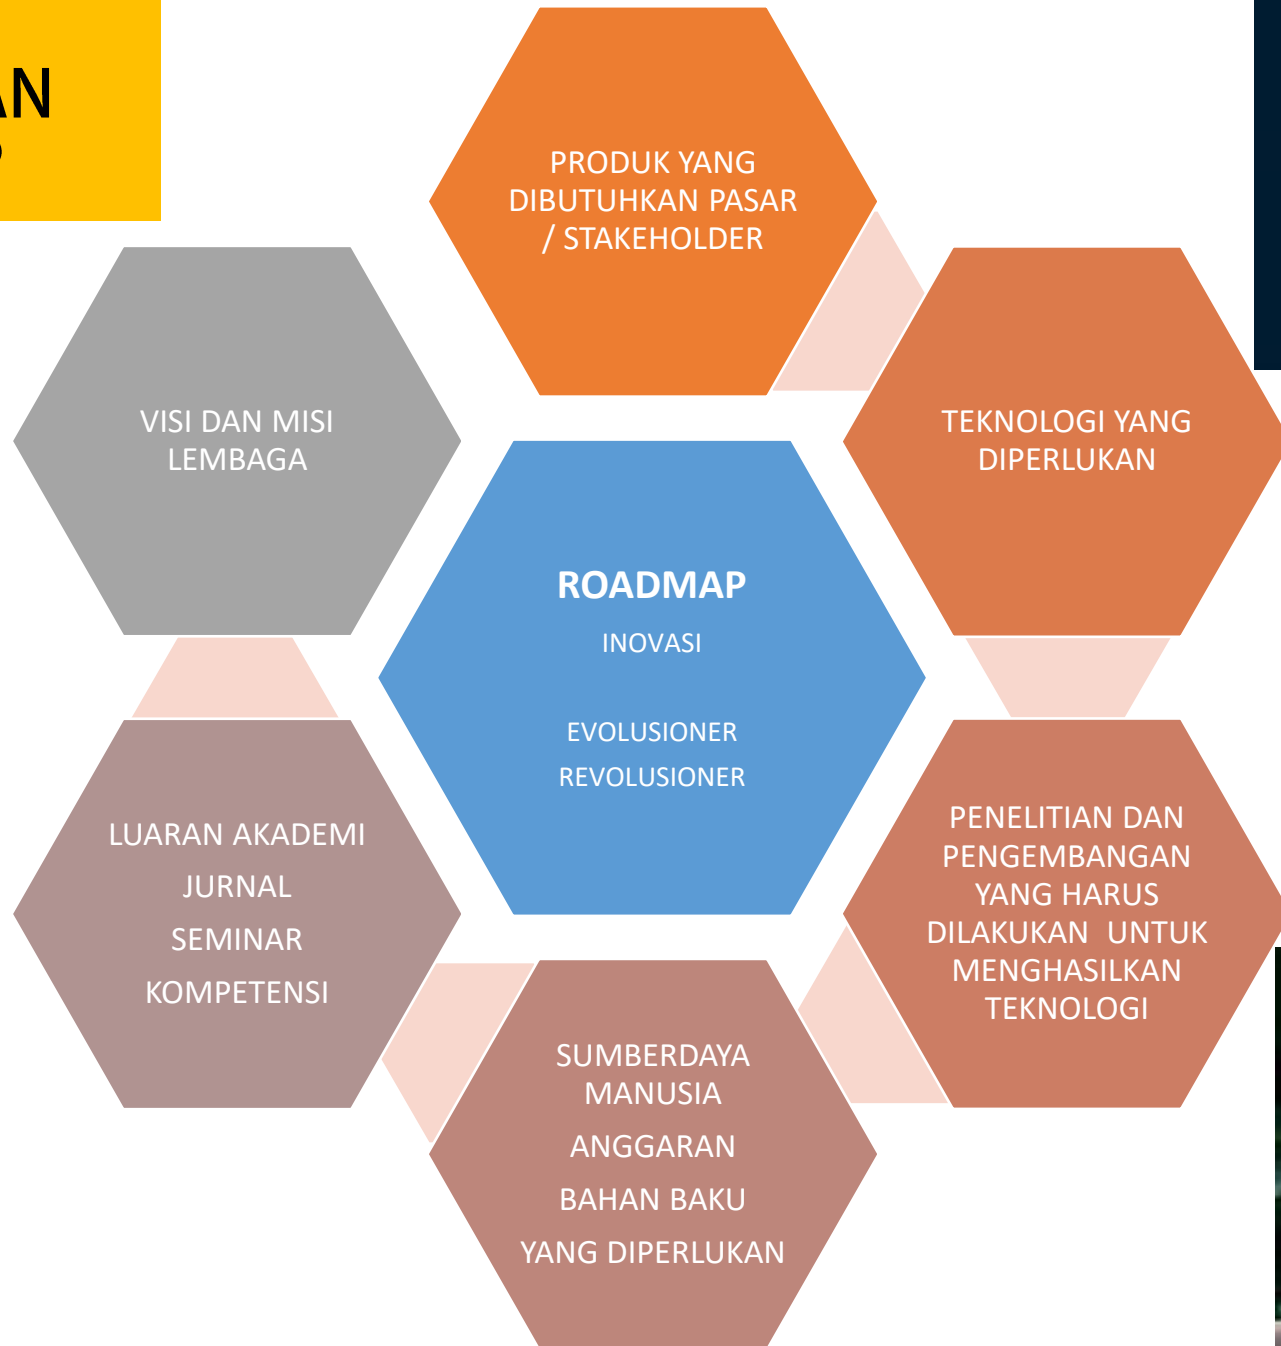 PRODUK YANG
DIBUTUHKAN PASAR
/ STAKEHOLDER
VISI DAN MISI
LEMBAGA
TEKNOLOGI YANG
DIPERLUKAN
ROADMAP
INOVASI
EVOLUSIONER
REVOLUSIONER
LUARAN AKADEMI
JURNAL
SEMINAR
KOMPETENSI
PENELITIAN DAN
PENGEMBANGAN
YANG HARUS
DILAKUKAN UNTUK
MENGHASILKAN
TEKNOLOGI
SUMBERDAYA
MANUSIA
ANGGARAN
BAHAN BAKU
YANG DIPERLUKAN